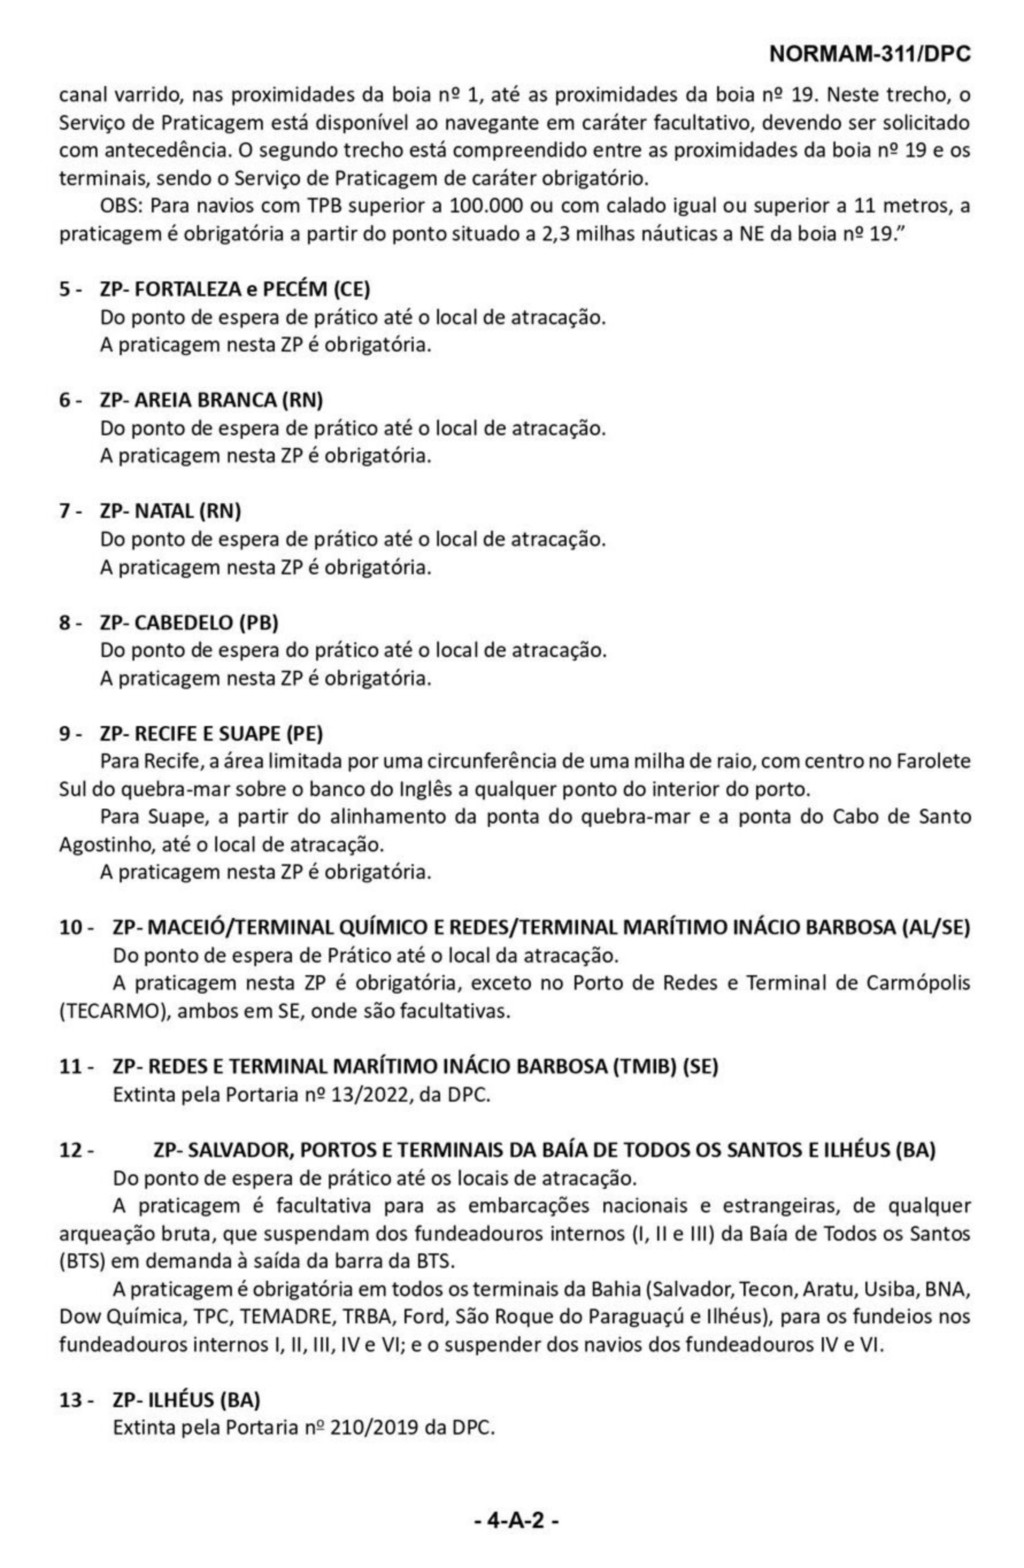 NORMAM-311/DPC
canal varrido, nas proximidades da boia nº 1, até as proximidades da boia nº 19. Neste trecho, o
Serviço de Praticagem está disponível ao navegante em caráter facultativo, devendo ser solicitado
com antecedência. O segundo trecho está compreendido entre as proximidades da boia nº 19 e os
terminais, sendo o Serviço de Praticagem de caráter obrigatório.
OBS: Para navios com TPB superior a 100.000 ou com calado igual ou superior a 11 metros, a
praticagem é obrigatória a partir do ponto situado a 2,3 milhas náuticas a NE da boia nº 19.”
5 - ZP- FORTALEZA e PECÉM (CE)
Do ponto de espera de prático até o local de atracação.
A praticagem nesta ZP é obrigatória.
6 - ZP- AREIA BRANCA (RN)
Do ponto de espera de prático até o local de atracação.
A praticagem nesta ZP é obrigatória.
7 - ZP- NATAL (RN)
Do ponto de espera de prático até o local de atracação.
A praticagem nesta ZP é obrigatória.
8 - ZP- CABEDELO (PB)
Do ponto de espera do prático até o local de atracação.
A praticagem nesta ZP é obrigatória.
9 - ZP- RECIFE E SUAPE (PE)
Para Recife, a área limitada por uma circunferência de uma milha de raio, com centro no Farolete
Sul do quebra-mar sobre o banco do Inglês a qualquer ponto do interior do porto.
Para Suape, a partir do alinhamento da ponta do quebra-mar e a ponta do Cabo de Santo
Agostinho, até o local de atracação.
A praticagem nesta ZP é obrigatória.
10 - ZP- MACEIÓ/TERMINAL QUÍMICO E REDES/TERMINAL MARÍTIMO INÁCIO BARBOSA (AL/SE)
Do ponto de espera de Prático até o local da atracação.
A praticagem nesta ZP é obrigatória, exceto no Porto de Redes e Terminal de Carmópolis
(TECARMO), ambos em SE, onde são facultativas.
11 - ZP- REDES E TERMINAL MARÍTIMO INÁCIO BARBOSA (TMIB) (SE)
Extinta pela Portaria nº 13/2022, da DPC.
12 - ZP- SALVADOR, PORTOS E TERMINAIS DA BAÍA DE TODOS OS SANTOS E ILHÉUS (BA)
Do ponto de espera de prático até os locais de atracação.
A praticagem é facultativa para as embarcações nacionais e estrangeiras, de qualquer
arqueação bruta, que suspendam dos fundeadouros internos (I, II e III) da Baía de Todos os Santos
(BTS) em demanda à saída da barra da BTS.
A praticagem é obrigatória em todos os terminais da Bahia (Salvador, Tecon, Aratu, Usiba, BNA,
Dow Química, TPC, TEMADRE, TRBA, Ford, São Roque do Paraguaçú e Ilhéus), para os fundeios nos
fundeadouros internos I, II, III, IV e VI; e o suspender dos navios dos fundeadouros IV e VI.
13 - ZP- ILHÉUS (BA)
Extinta pela Portaria nº 210/2019 da DPC.
- 4-A-2 -